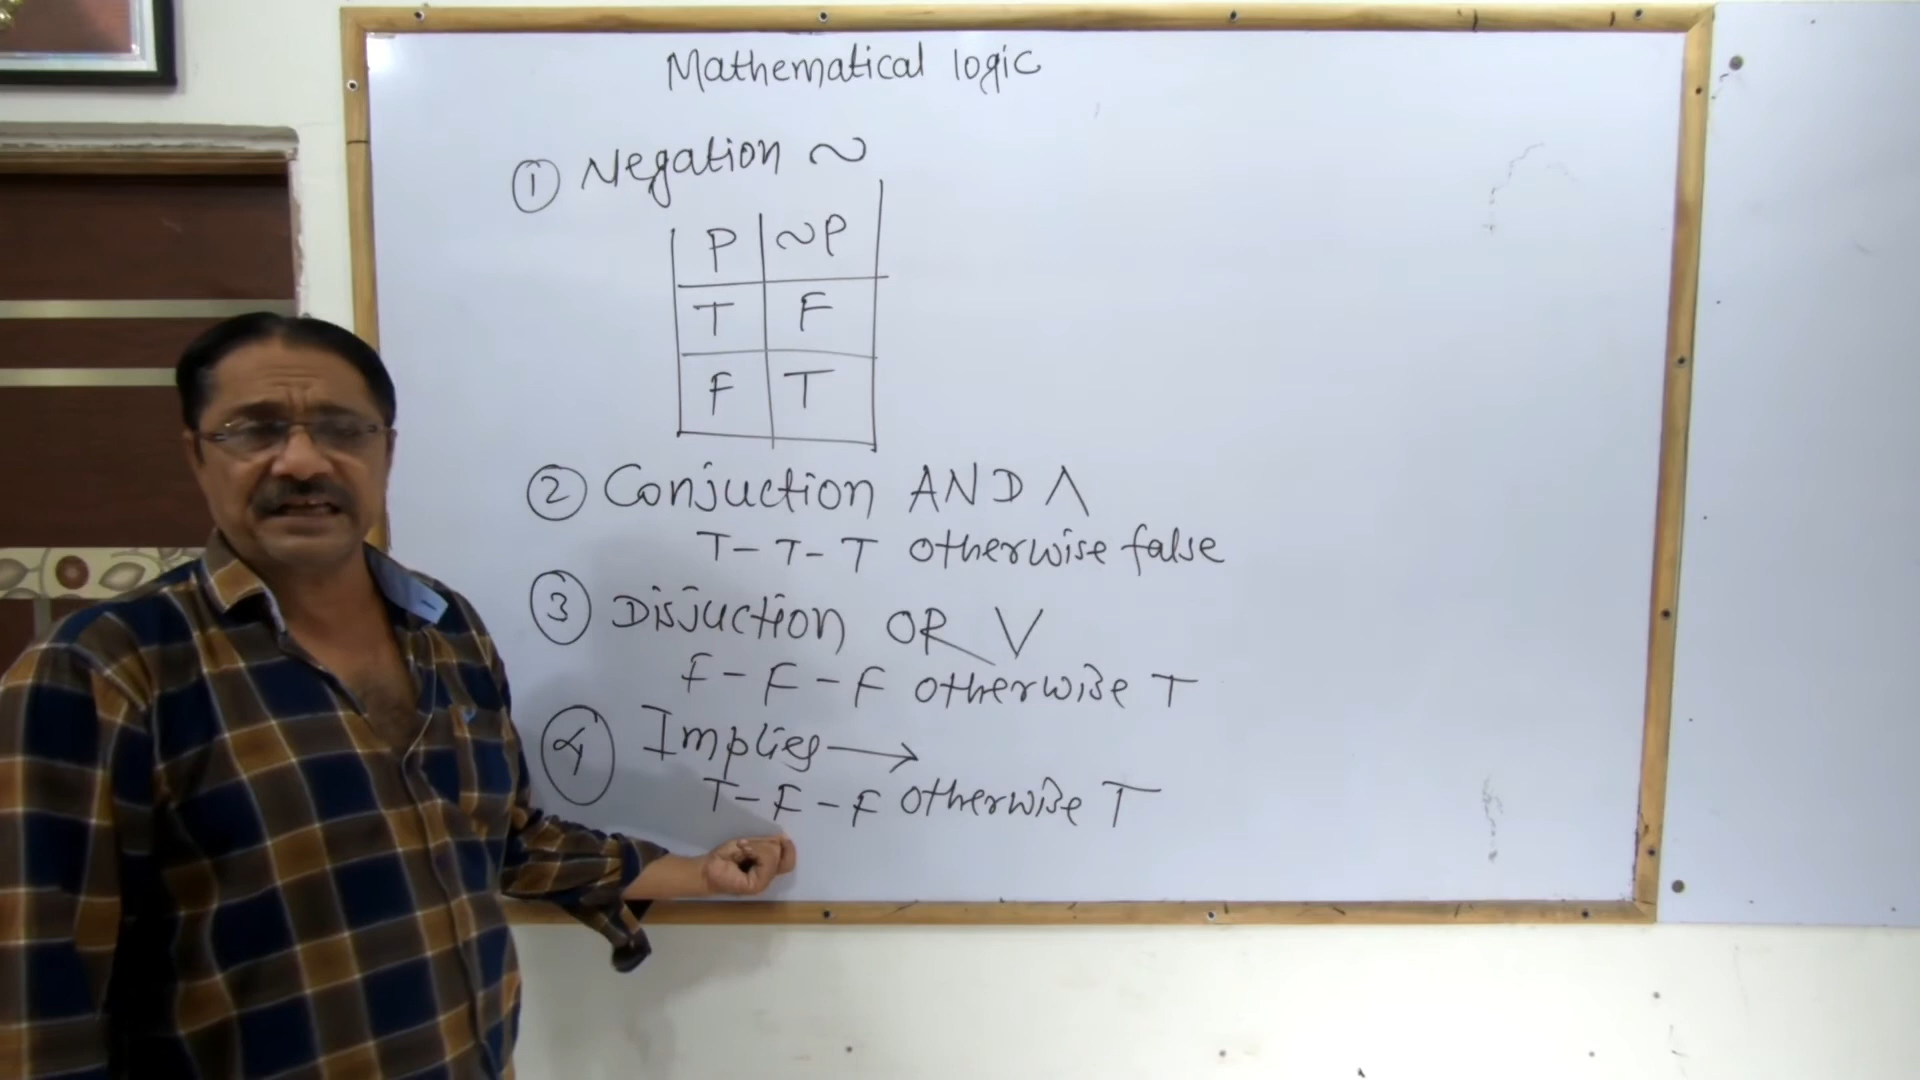 Mathematical logic
① Negation ~
P ~P
T F
F T
② Conjuction AND ∧
T - T - T otherwise false
③ Disjuction OR ∨
F - F - F otherwise T
④ Implies →
T - F - F otherwise T